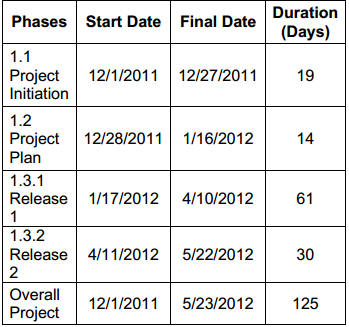 Phases Start Date Final Date Duration (Days)
1.1 Project Initiation 12/1/2011 12/27/2011 19
1.2 Project Plan 12/28/2011 1/16/2012 14
1.3.1 Release 1 1/17/2012 4/10/2012 61
1.3.2 Release 2 4/11/2012 5/22/2012 30
Overall Project 12/1/2011 5/23/2012 125